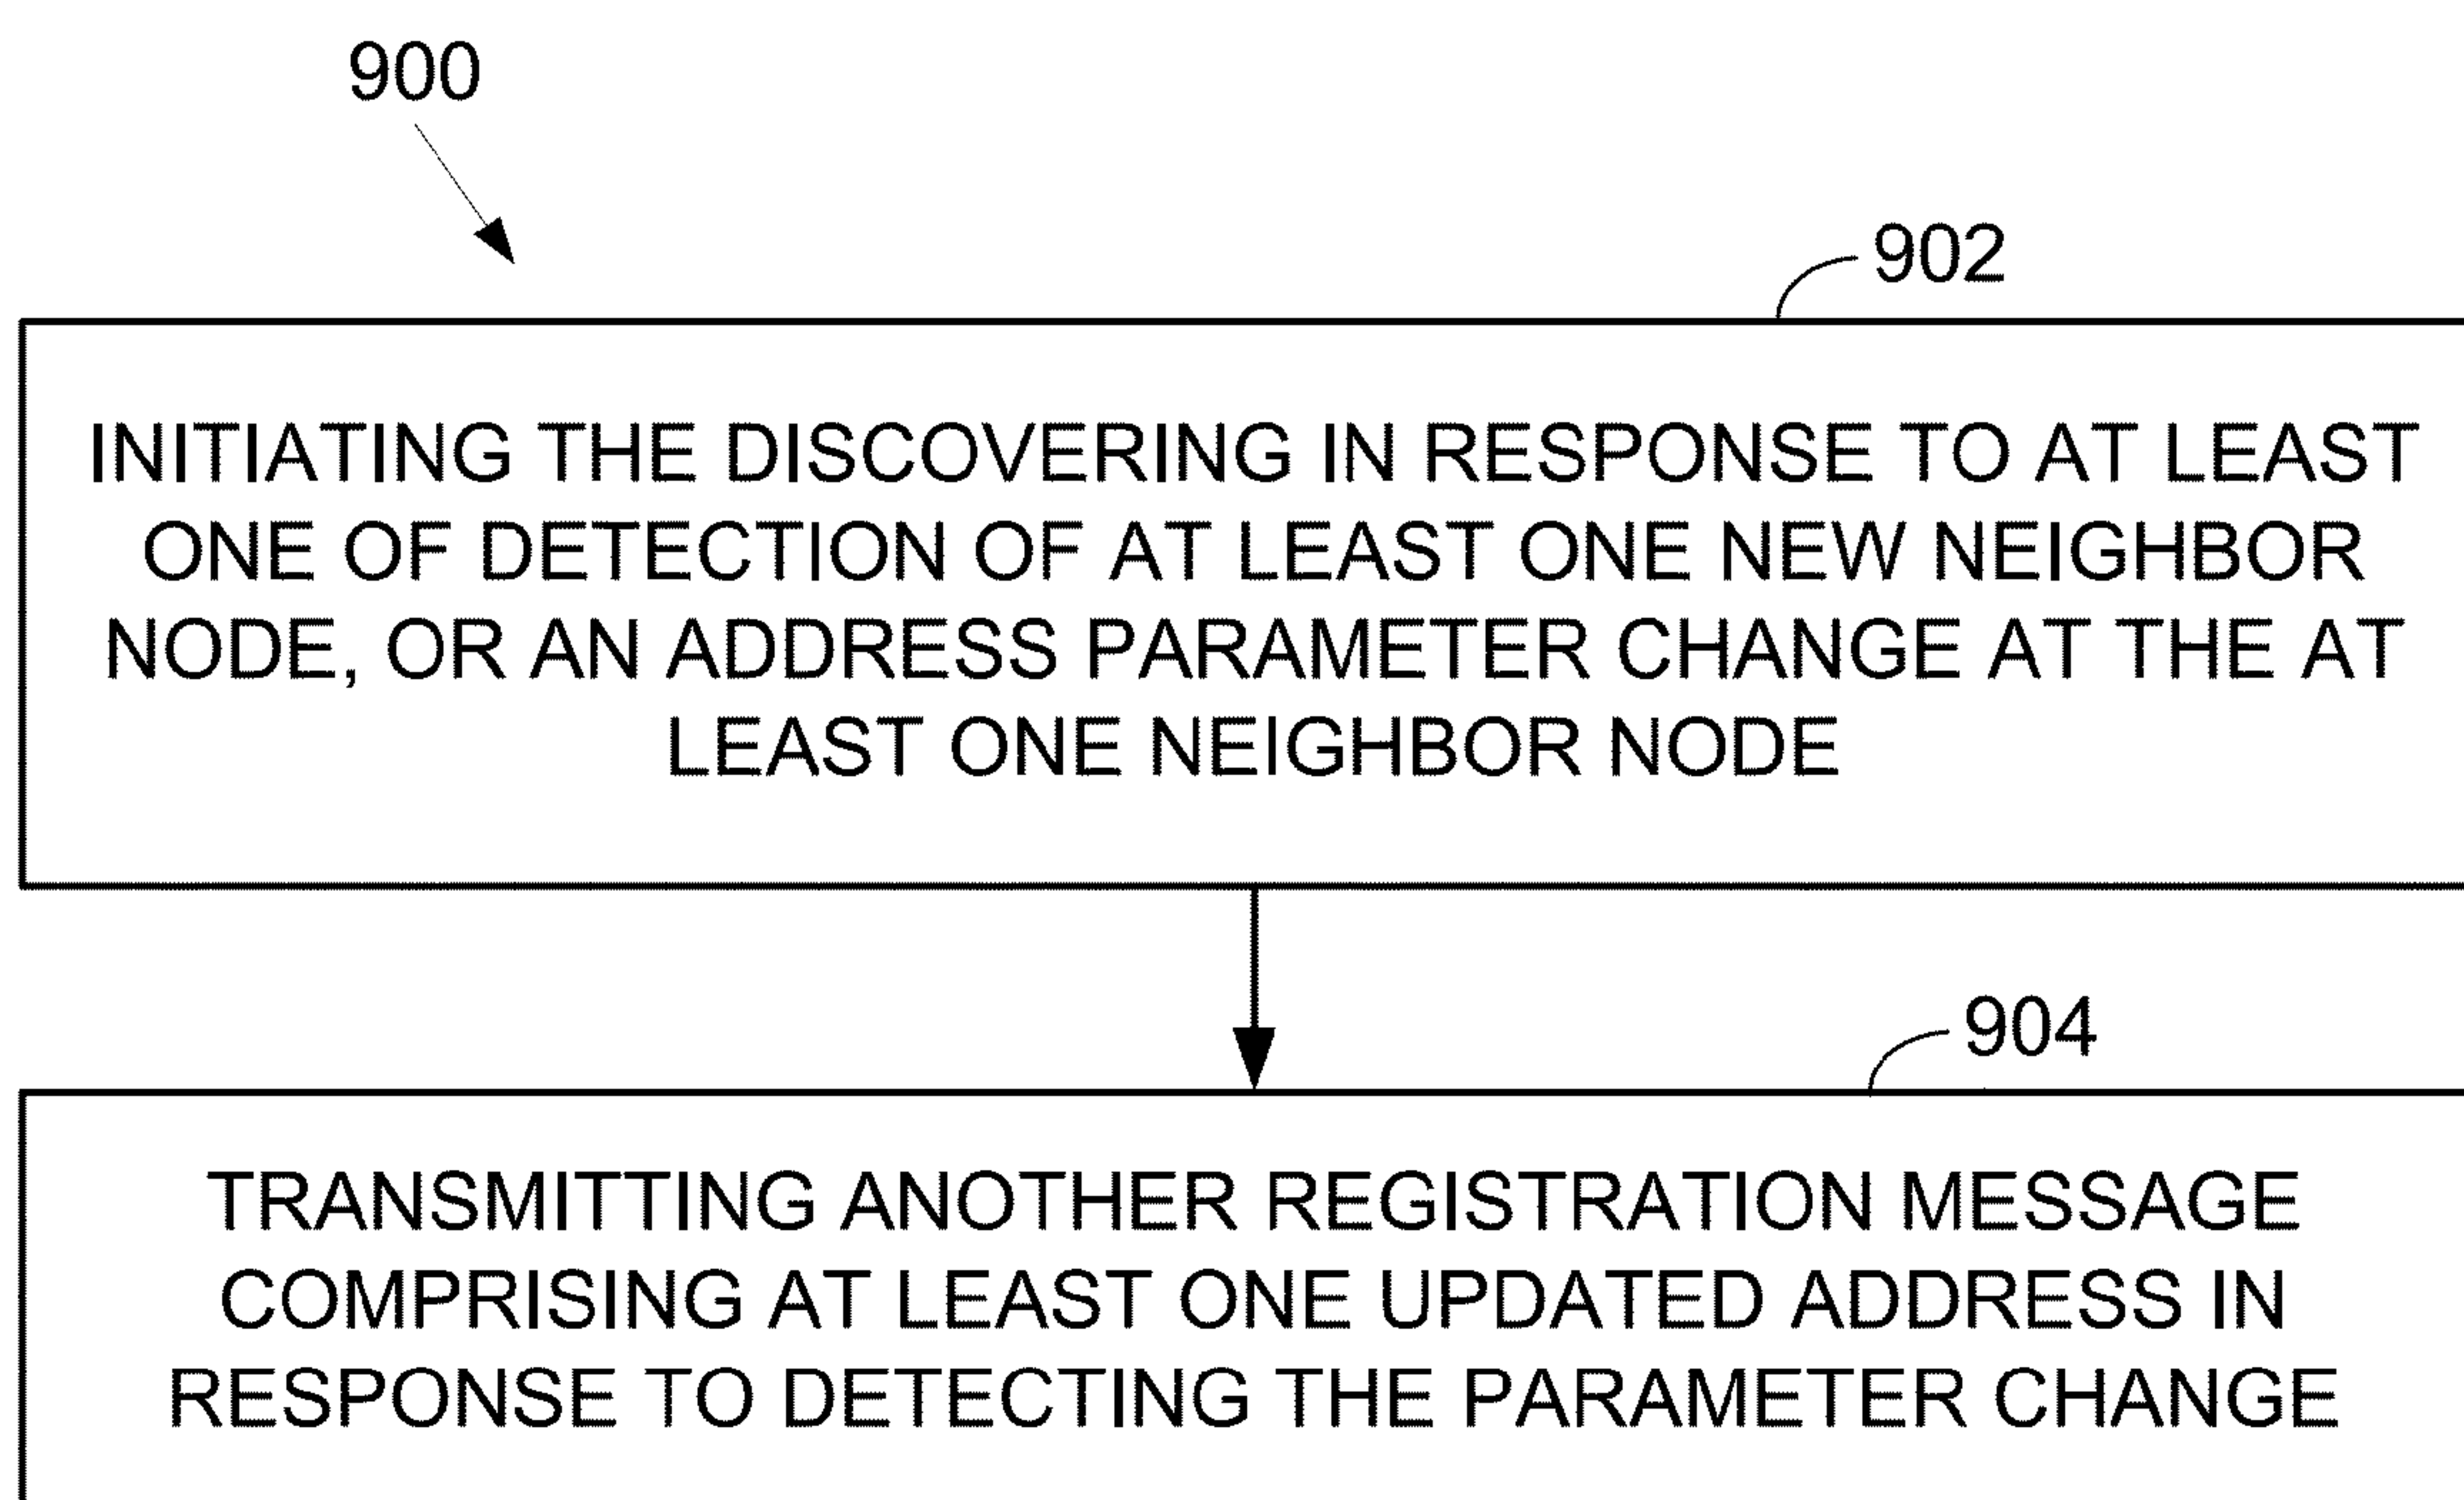 900
902
INITIATING THE DISCOVERING IN RESPONSE TO AT LEAST
ONE OF DETECTION OF AT LEAST ONE NEW NEIGHBOR
NODE, OR AN ADDRESS PARAMETER CHANGE AT THE AT
LEAST ONE NEIGHBOR NODE
904
TRANSMITTING ANOTHER REGISTRATION MESSAGE
COMPRISING AT LEAST ONE UPDATED ADDRESS IN
RESPONSE TO DETECTING THE PARAMETER CHANGE